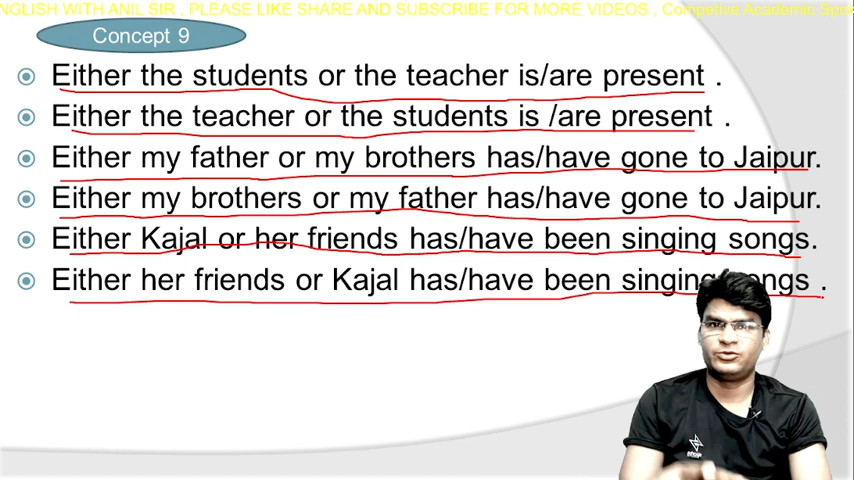 NGLISH WITH ANIL SIR , PLEASE LIKE SHARE AND SUBSCRIBE FOR MORE VIDEOS , Competive Academic Spo
Concept 9
Either the students or the teacher is/are present .
Either the teacher or the students is /are present .
Either my father or my brothers has/have gone to Jaipur.
Either my brothers or my father has/have gone to Jaipur.
Either Kajal or her friends has/have been singing songs.
Either her friends or Kajal has/have been singing songs .